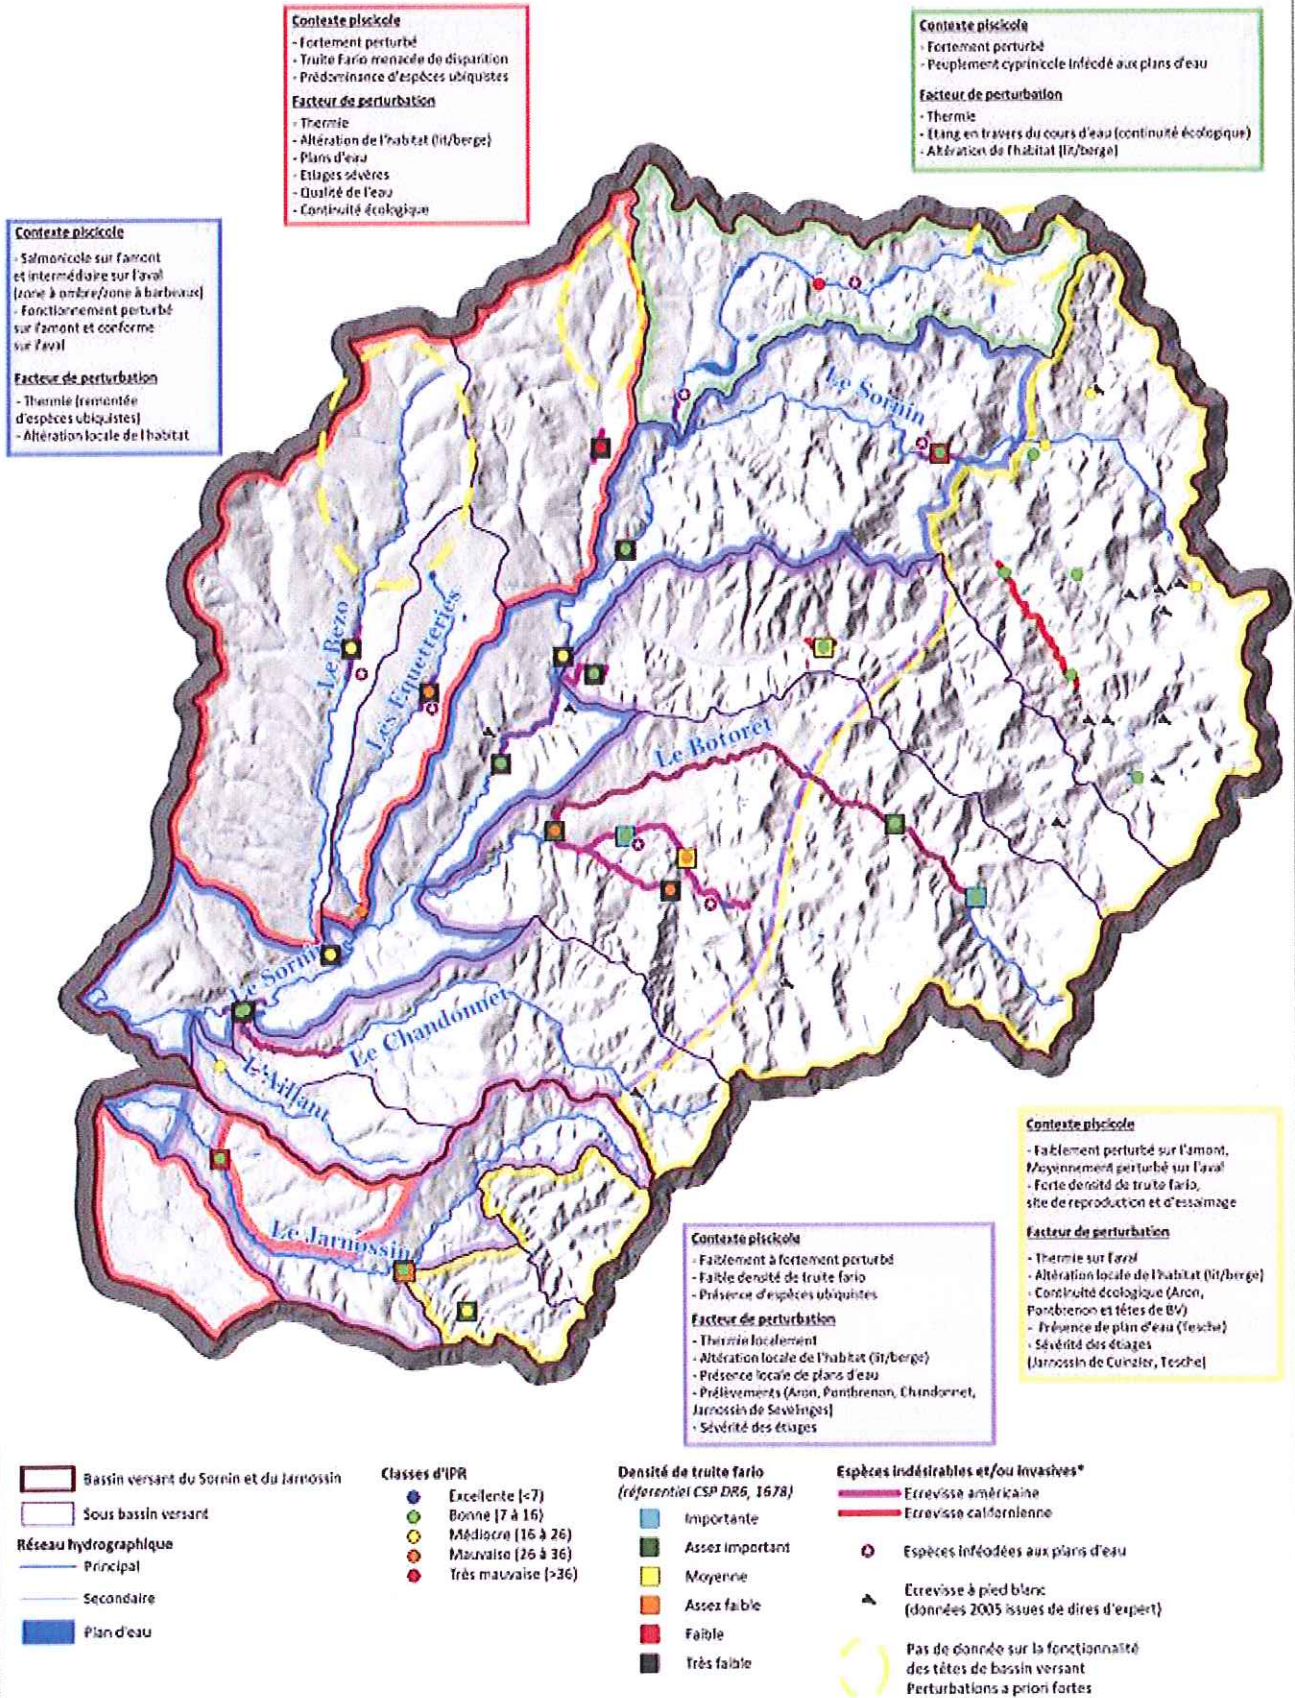 Contexte piscicole
- Fortement perturbé
- Truite Fario menacée de disparition
- Prédominance d'espèces ubiquistes
Facteur de perturbation
- Thermie
- Altération de l'habitat (lit/berge)
- Plans d'eau
- Etiages sévères
- Qualité de l'eau
- Continuité écologique
Contexte piscicole
- Fortement perturbé
- Peuplement cyprinicole inféodé aux plans d'eau
Facteur de perturbation
- Thermie
- Etang en travers du cours d'eau (continuité écologique)
- Altération de l'habitat (lit/berge)
Contexte piscicole
- Salmonicole sur l'amont
et intermédiaire sur l'aval
(zone à ombre/zone à barbeaux)
- Fonctionnement perturbé
sur l'amont et conforme
sur l'aval
Facteur de perturbation
- Thermie (remontée
d'espèces ubiquistes)
- Altération locale de l'habitat
Le Sornin
Le Rezo
Les Equetteries
Le Botoret
Le Sornin
Le Chandonnet
L'Aillant
Le Jarnossin
Contexte piscicole
- Faiblement perturbé sur l'amont,
Moyennement perturbé sur l'aval
- Forte densité de truite fario,
site de reproduction et d'essaimage
Facteur de perturbation
- Thermie sur l'aval
- Altération locale de l'habitat (lit/berge)
- Continuité écologique (Aron,
Pontbrenon et têtes de BV)
- Présence de plan d'eau (Tesche)
- Sévérité des étiages
(Jarnossin de Cuinzier, Tesche)
Contexte piscicole
- Faiblement à fortement perturbé
- Faible densité de truite fario
- Présence d'espèces ubiquistes
Facteur de perturbation
- Thermie localement
- Altération locale de l'habitat (lit/berge)
- Présence locale de plans d'eau
- Prélèvements (Aron, Pontbrenon, Chandonnet,
Jarnossin de Sevelinges)
- Sévérité des étiages
Bassin versant du Sornin et du Jarnossin
Sous bassin versant
Réseau hydrographique
Principal
Secondaire
Plan d'eau
Classes d'IPR
Excellente (<7)
Bonne (7 à 16)
Médiocre (16 à 26)
Mauvaise (26 à 36)
Très mauvaise (>36)
Densité de truite fario
(référentiel CSP DR6, 1678)
Importante
Assez important
Moyenne
Assez faible
Faible
Très faible
Espèces indésirables et/ou invasives*
Ecrevisse américaine
Ecrevisse californienne
Espèces inféodées aux plans d'eau
Ecrevisse à pied blanc
(données 2005 issues de dires d'expert)
Pas de donnée sur la fonctionnalité
des têtes de bassin versant
Perturbations a priori fortes